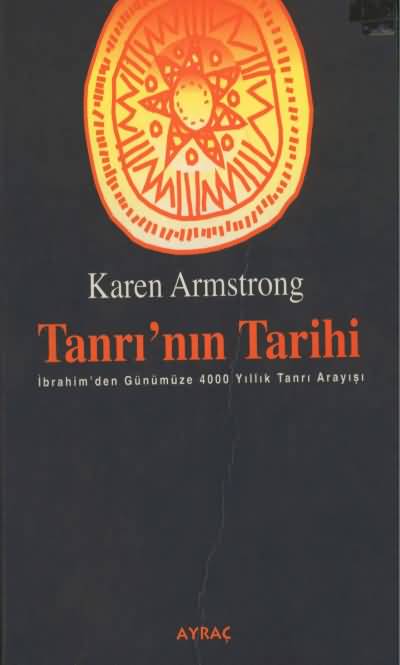 Karen Armstrong
Tanrı'nın Tarihi
İbrahim'den Günümüze 4000 Yıllık Tanrı Arayışı
AYRAÇ